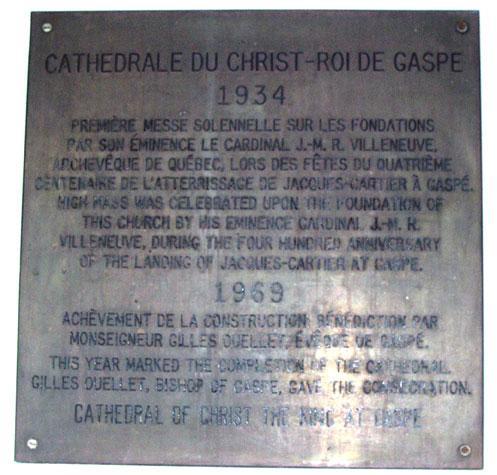 CATHEDRALE DU CHRIST-ROI DE GASPE
1934
PREMIÈRE MESSE SOLENNELLE SUR LES FONDATIONS
PAR SON ÉMINENCE LE CARDINAL J.-M. R. VILLENEUVE,
ARCHEVÊQUE DE QUÉBEC, LORS DES FÊTES DU QUATRIÈME
CENTENAIRE DE L'ATTERRISSAGE DE JACQUES-CARTIER À GASPÉ.
HIGH MASS WAS CELEBRATED UPON THE FOUNDATION OF
THIS CHURCH BY HIS EMINENCE CARDINAL J.-M. R.
VILLENEUVE, DURING THE FOUR HUNDRED ANNIVERSARY
OF THE LANDING OF JACQUES-CARTIER AT GASPE.
1969
ACHÈVEMENT DE LA CONSTRUCTION: BÉNÉDICTION PAR
MONSEIGNEUR GILLES OUELLET, ÉVÊQUE DE GASPÉ.
THIS YEAR MARKED THE COMPLETION OF THE CATHEDRAL.
GILLES OUELLET, BISHOP OF GASPE, GAVE THE CONSECRATION.
CATHEDRAL OF CHRIST THE KING AT GASPE